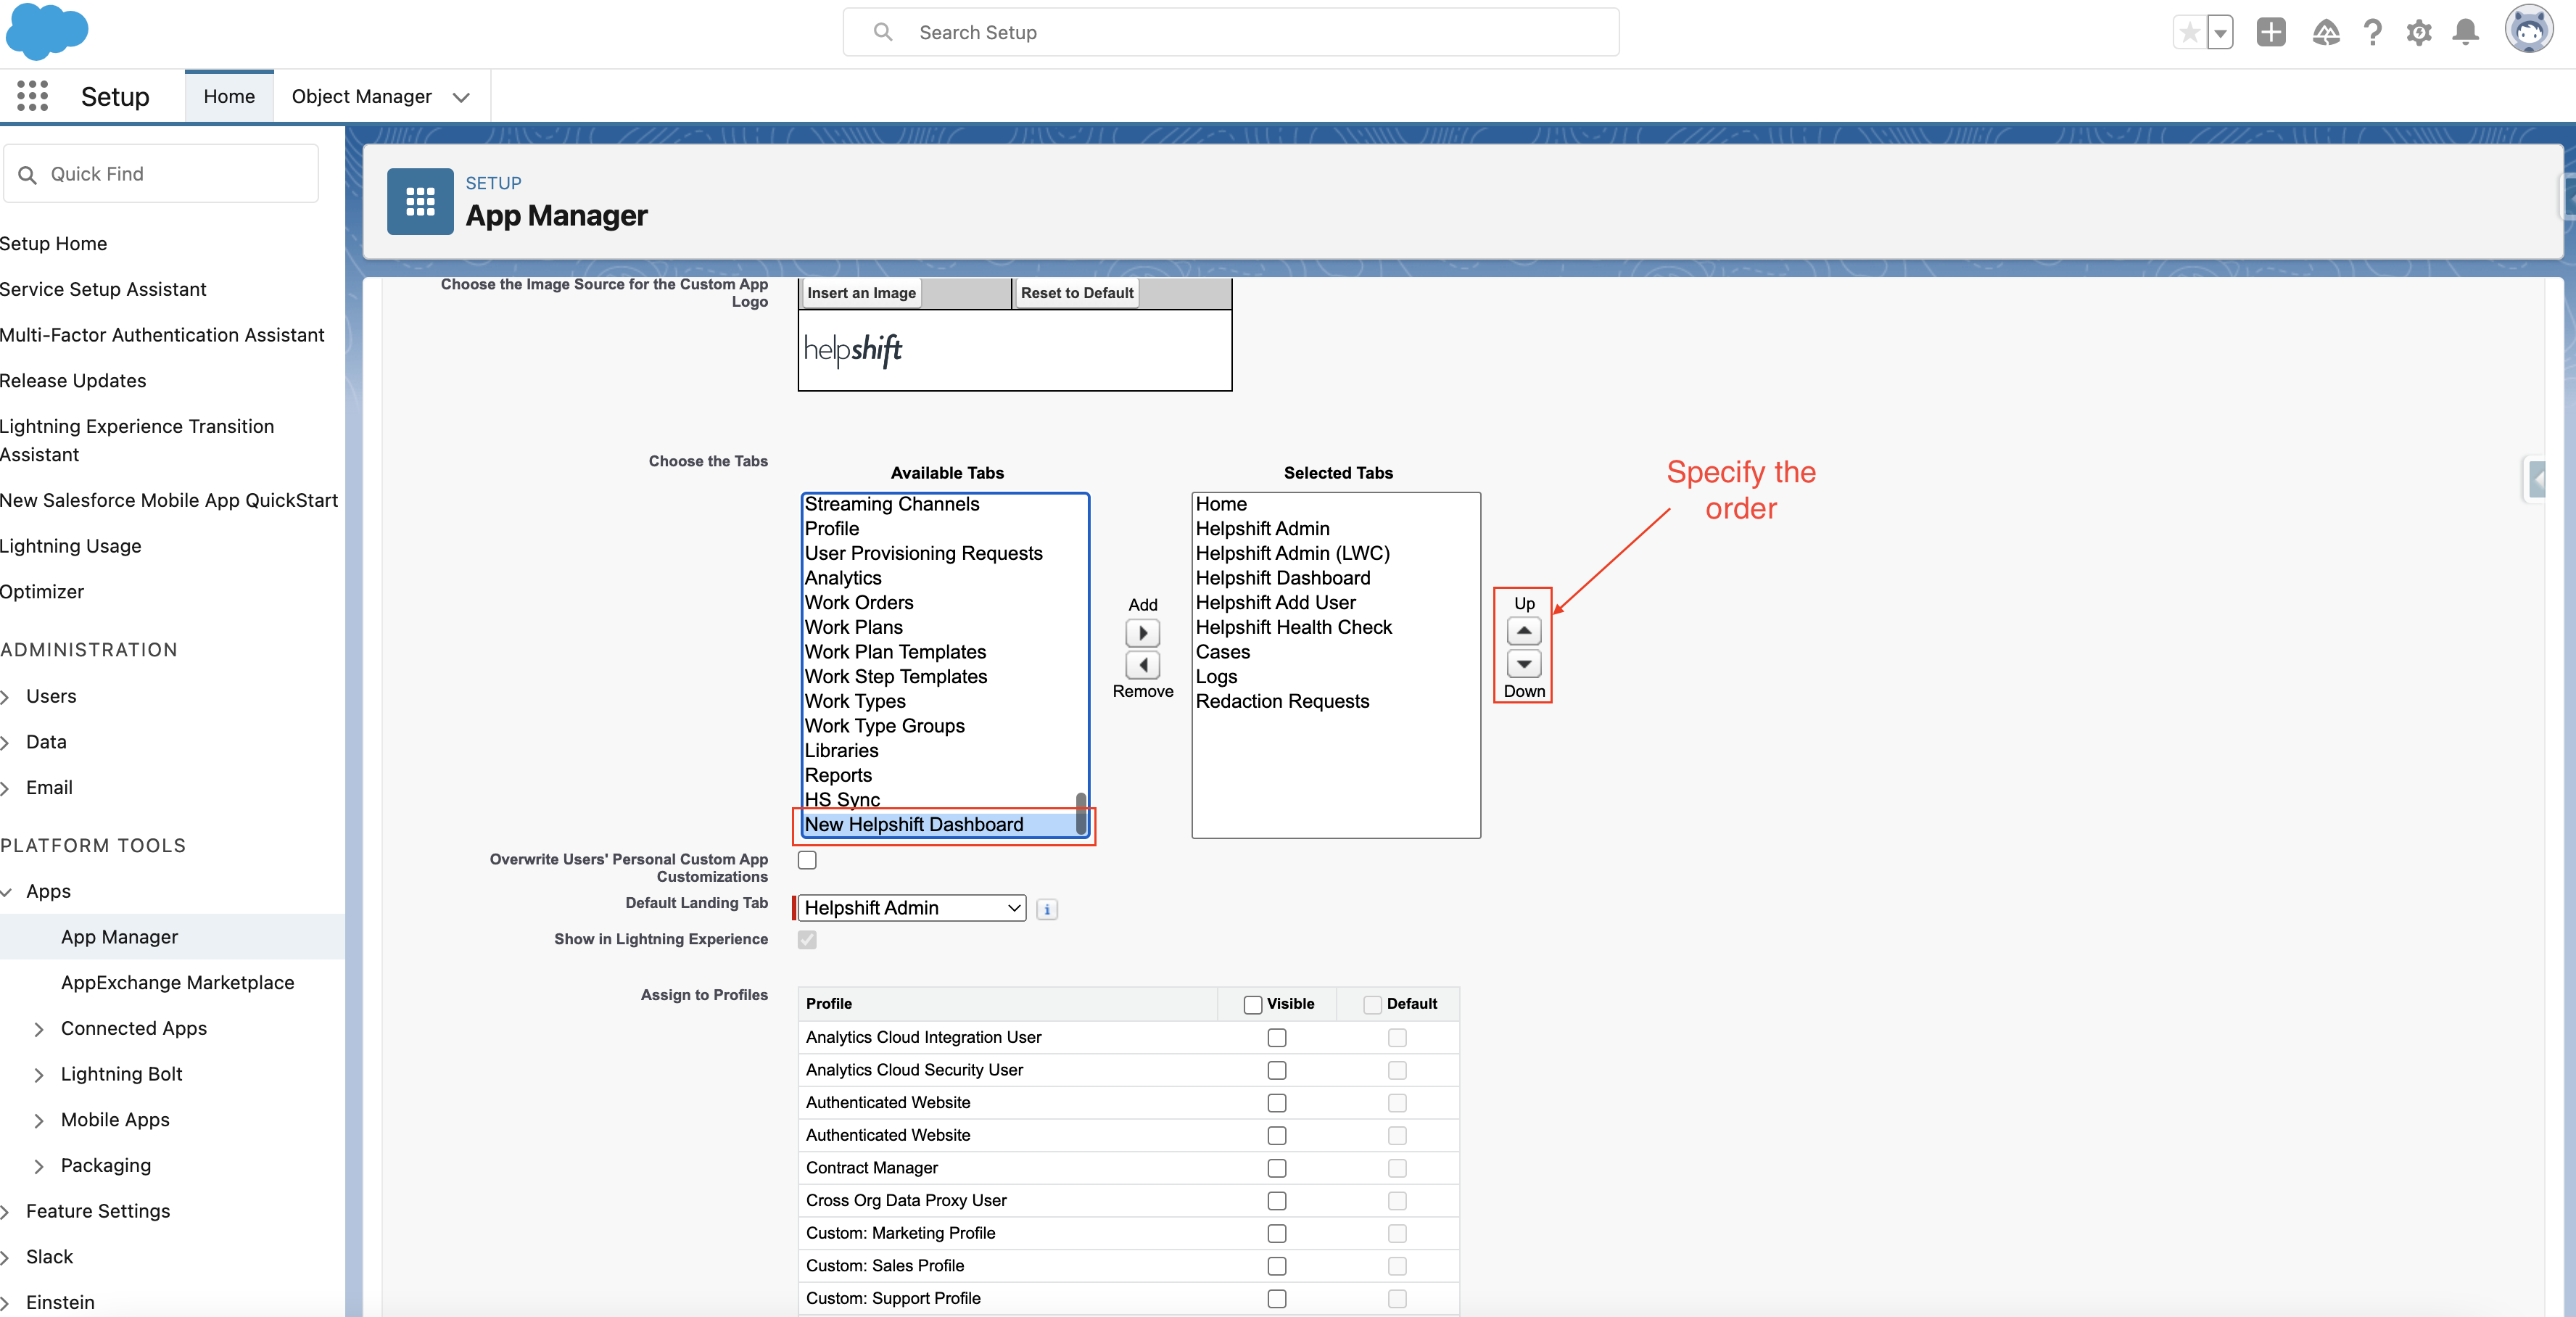 Search Setup
Setup
Home
Object Manager
Quick Find
Setup Home
Service Setup Assistant
Multi-Factor Authentication Assistant
Release Updates
Lightning Experience Transition
Assistant
New Salesforce Mobile App QuickStart
Lightning Usage
Optimizer
ADMINISTRATION
Users
Data
Email
PLATFORM TOOLS
Apps
App Manager
AppExchange Marketplace
Connected Apps
Lightning Bolt
Mobile Apps
Packaging
Feature Settings
Slack
Einstein
SETUP
App Manager
Choose the Image Source for the Custom App
Logo
Insert an Image
Reset to Default
helpshift
Choose the Tabs
Available Tabs
Streaming Channels
Profile
User Provisioning Requests
Analytics
Work Orders
Work Plans
Work Plan Templates
Work Step Templates
Work Types
Work Type Groups
Libraries
Reports
HS Sync
New Helpshift Dashboard
Add
Remove
Selected Tabs
Home
Helpshift Admin
Helpshift Admin (LWC)
Helpshift Dashboard
Helpshift Add User
Helpshift Health Check
Cases
Logs
Redaction Requests
Up
Down
Specify the
order
Overwrite Users' Personal Custom App
Customizations
Default Landing Tab
Helpshift Admin
Show in Lightning Experience
Assign to Profiles
Profile Visible Default
Analytics Cloud Integration User
Analytics Cloud Security User
Authenticated Website
Authenticated Website
Contract Manager
Cross Org Data Proxy User
Custom: Marketing Profile
Custom: Sales Profile
Custom: Support Profile